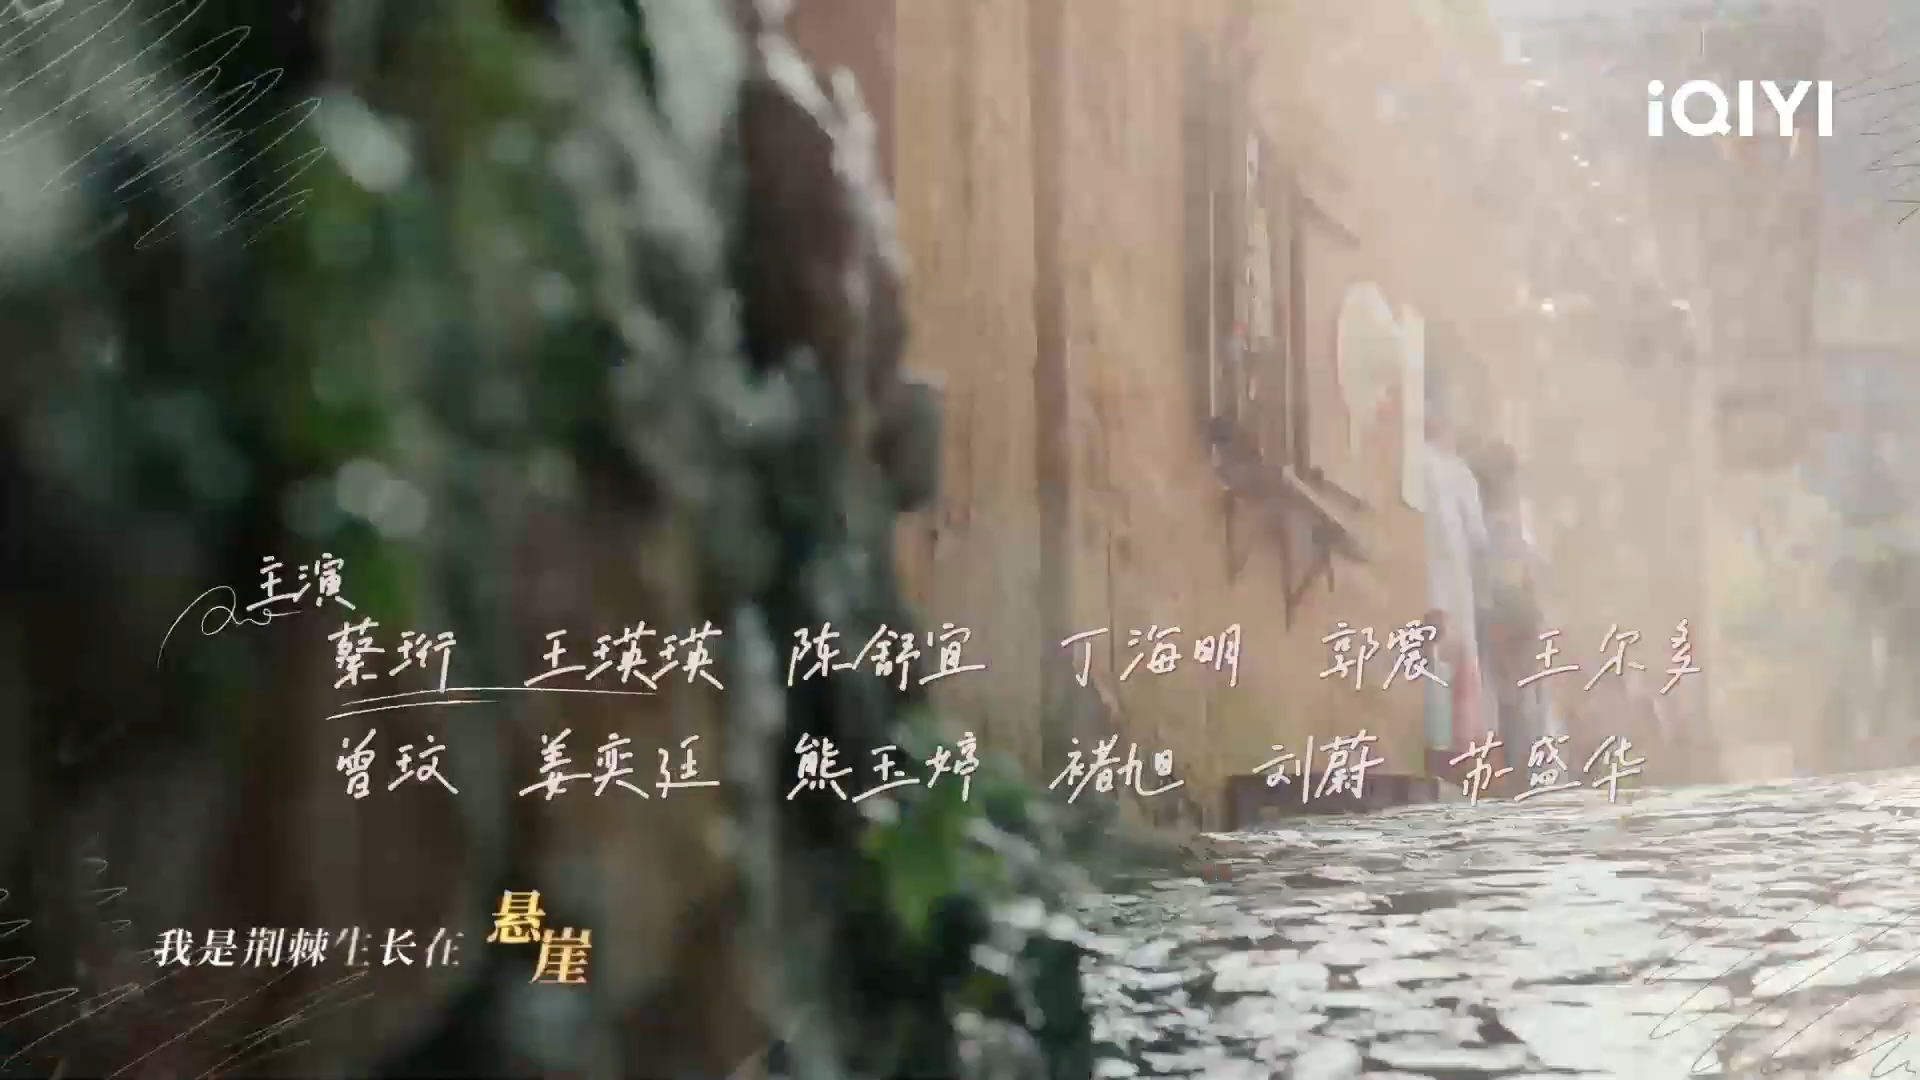 iQIYI
主演
蔡珩 王瑛瑛 陈舒宜 丁海明 郭震 王尔多
曾玟 姜奕廷 熊玉婷 褚旭 刘蔚 苏盛华
我是荆棘生长在悬崖